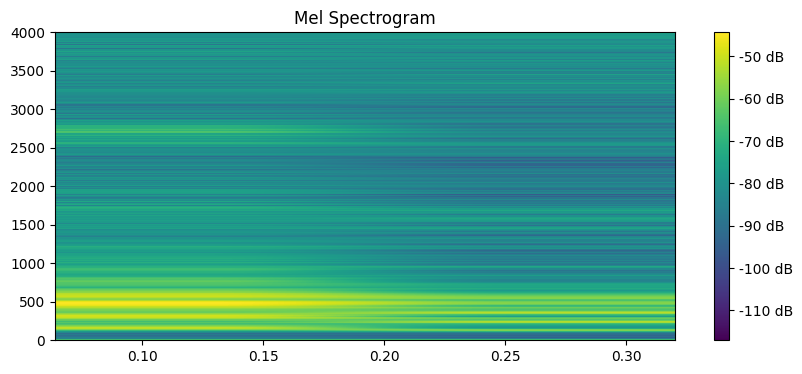 Mel Spectrogram
4000
3500
3000
2500
2000
1500
1000
500
0
0.10 0.15 0.20 0.25 0.30
-50 dB
-60 dB
-70 dB
-80 dB
-90 dB
-100 dB
-110 dB